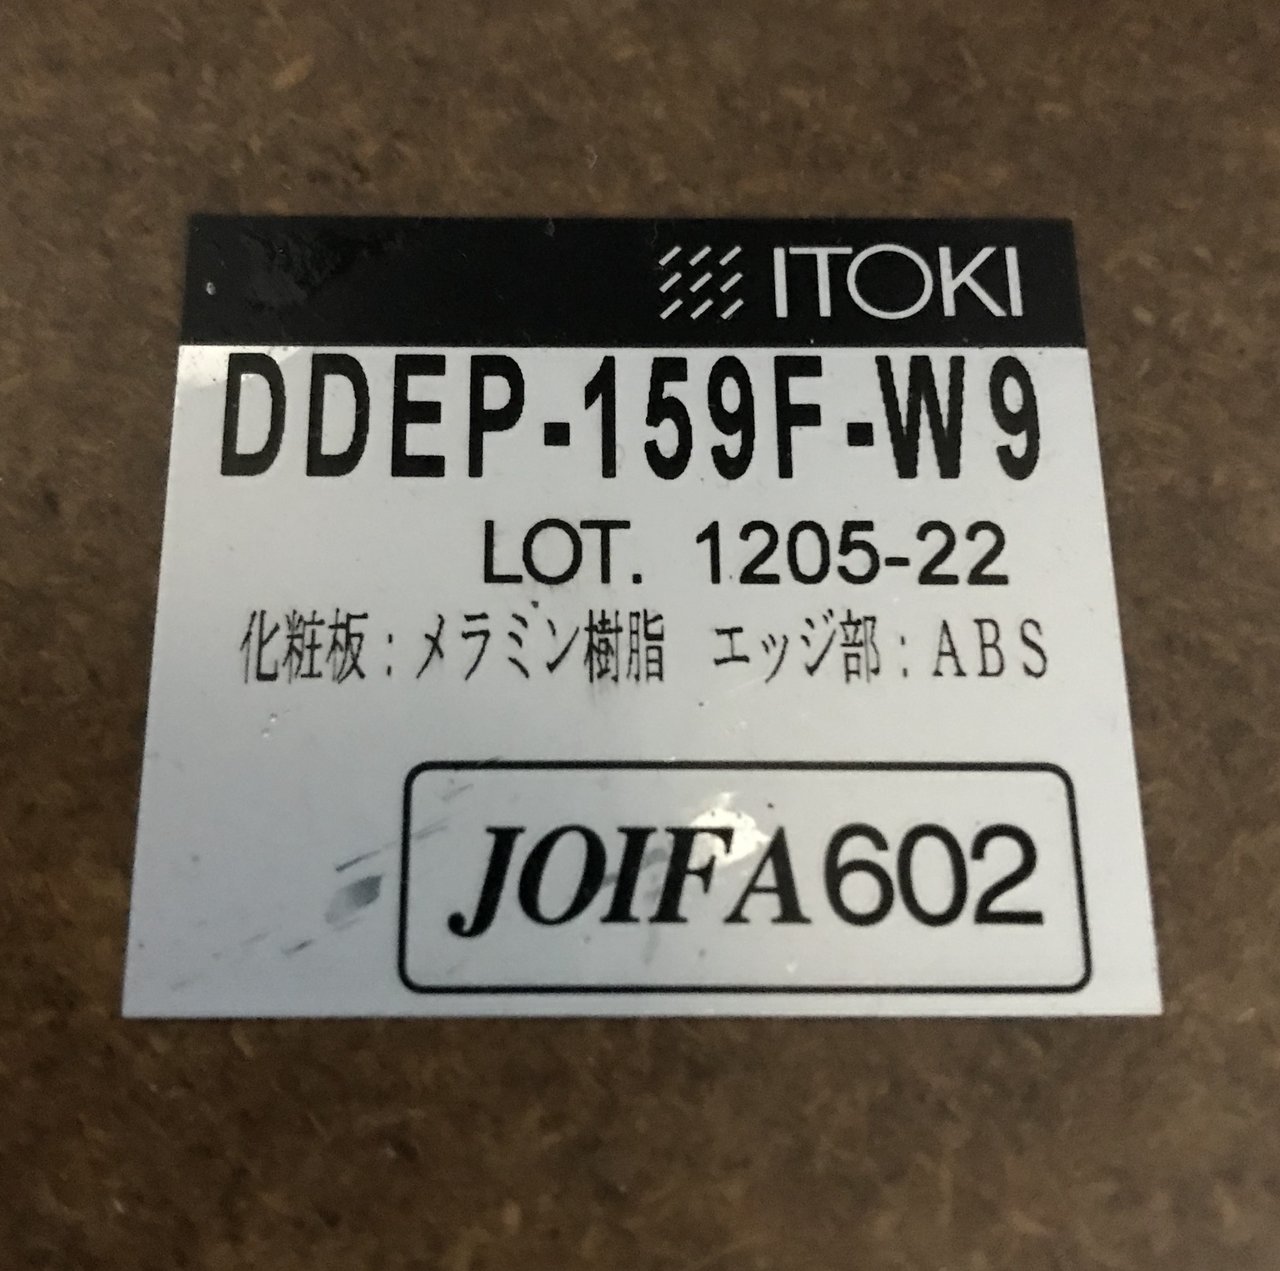 ITOKI
DDEP-159F-W9
LOT. 1205-22
化粧板:メラミン樹脂 エッジ部:ABS
JOIFA602